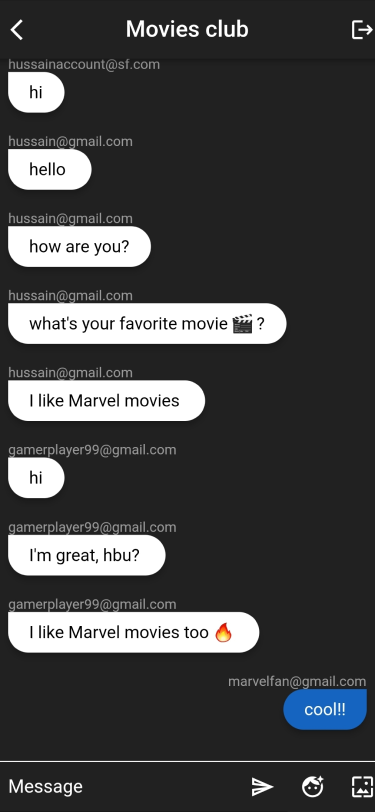 Movies club
hussainaccount@sf.com
hi
hussain@gmail.com
hello
hussain@gmail.com
how are you?
hussain@gmail.com
what's your favorite movie 🎬 ?
hussain@gmail.com
I like Marvel movies
gamerplayer99@gmail.com
hi
gamerplayer99@gmail.com
I'm great, hbu?
gamerplayer99@gmail.com
I like Marvel movies too 🔥
marvelfan@gmail.com
cool!!
Message